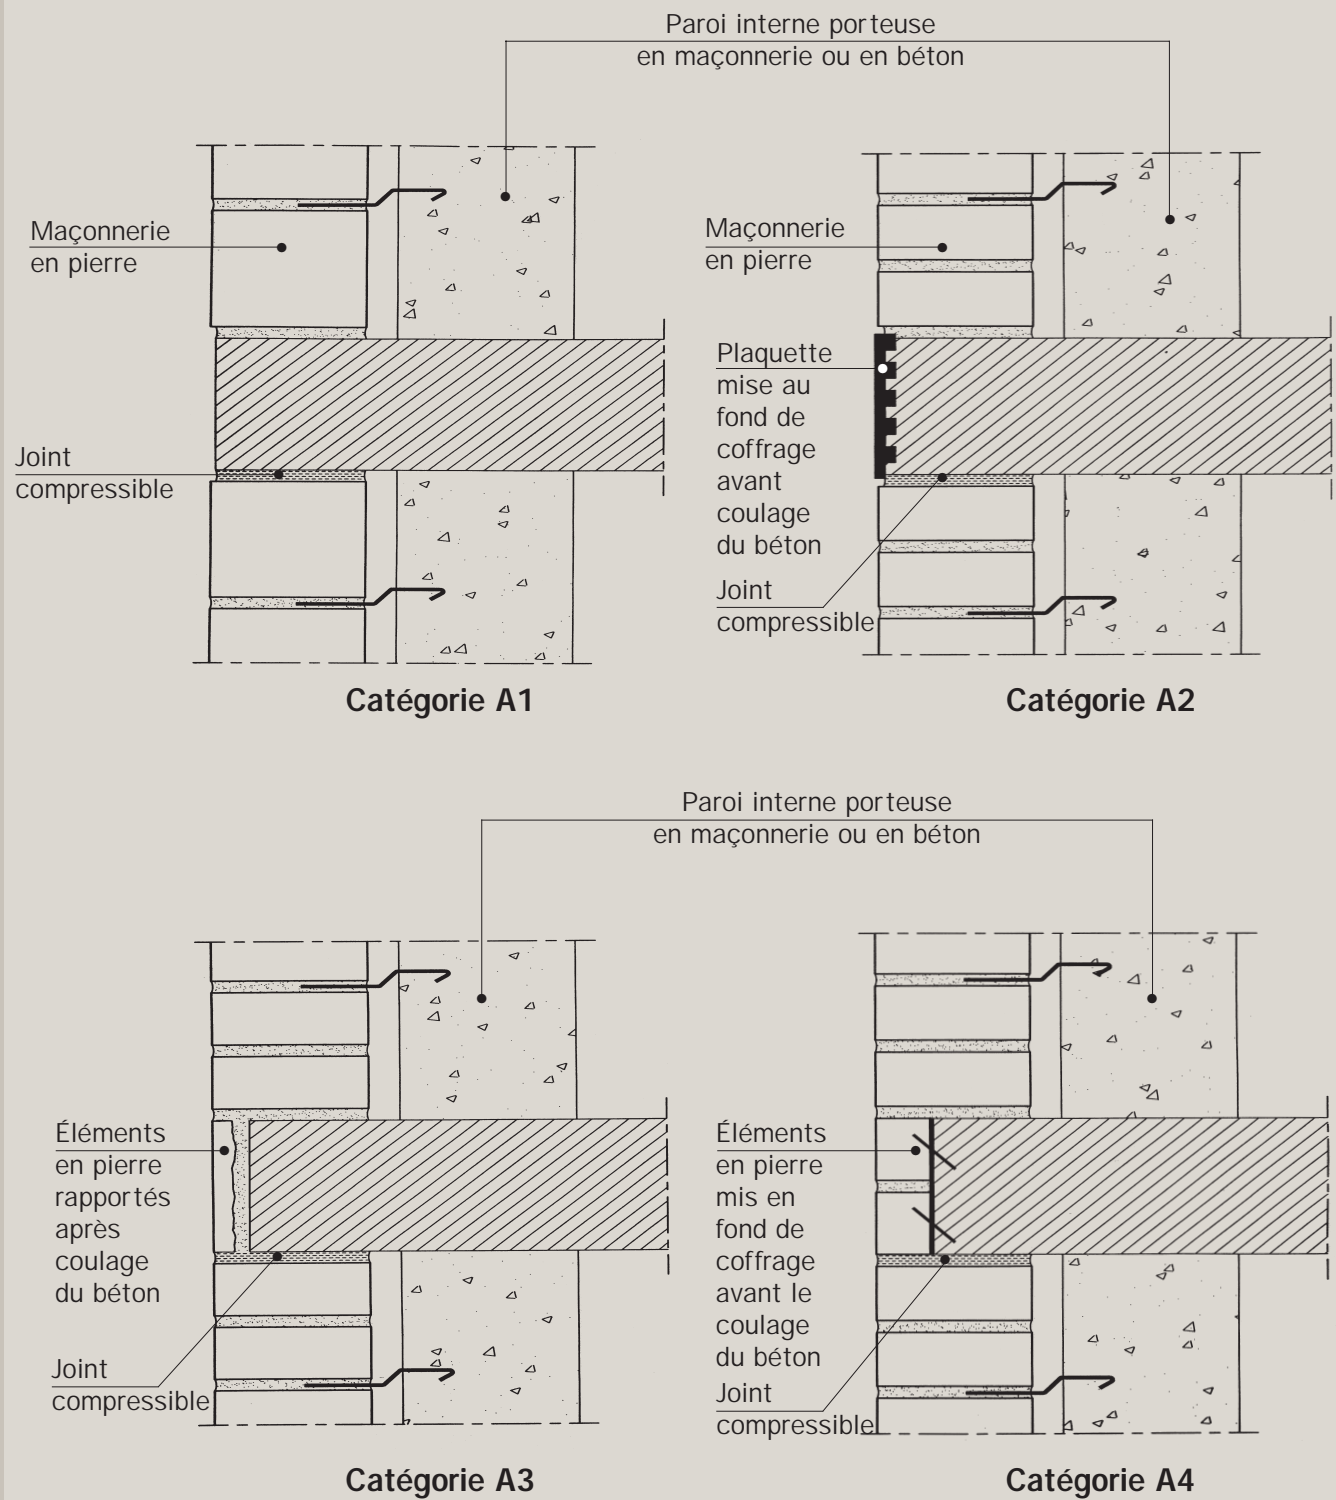 Paroi interne porteuse
en maçonnerie ou en béton
Maçonnerie
en pierre
Joint
compressible
Catégorie A1
Maçonnerie
en pierre
Plaquette
mise au
fond de
coffrage
avant
coulage
du béton
Joint
compressible
Catégorie A2
Paroi interne porteuse
en maçonnerie ou en béton
Éléments
en pierre
rapportés
après
coulage
du béton
Joint
compressible
Catégorie A3
Éléments
en pierre
mis en
fond de
coffrage
avant le
coulage
du béton
Joint
compressible
Catégorie A4